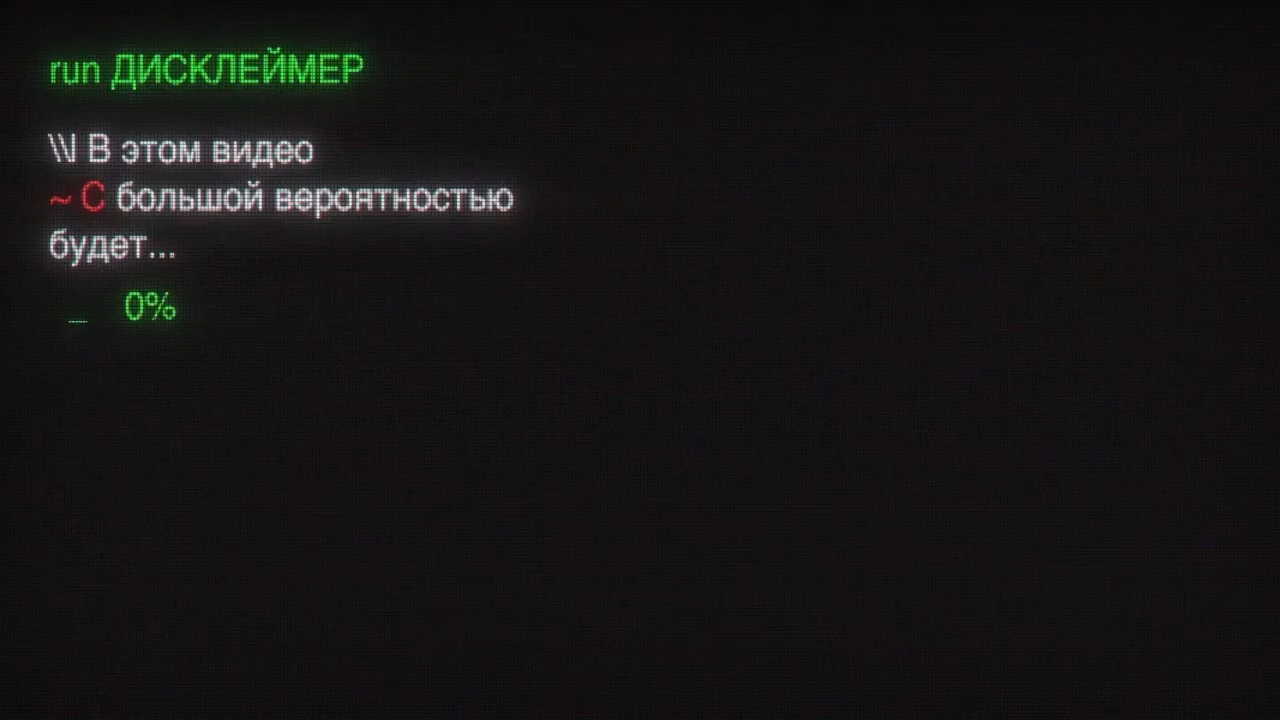 run ДИСКЛЕЙМЕР
\\| В этом видео
~ С большой вероятностью
будет...
_ 0%